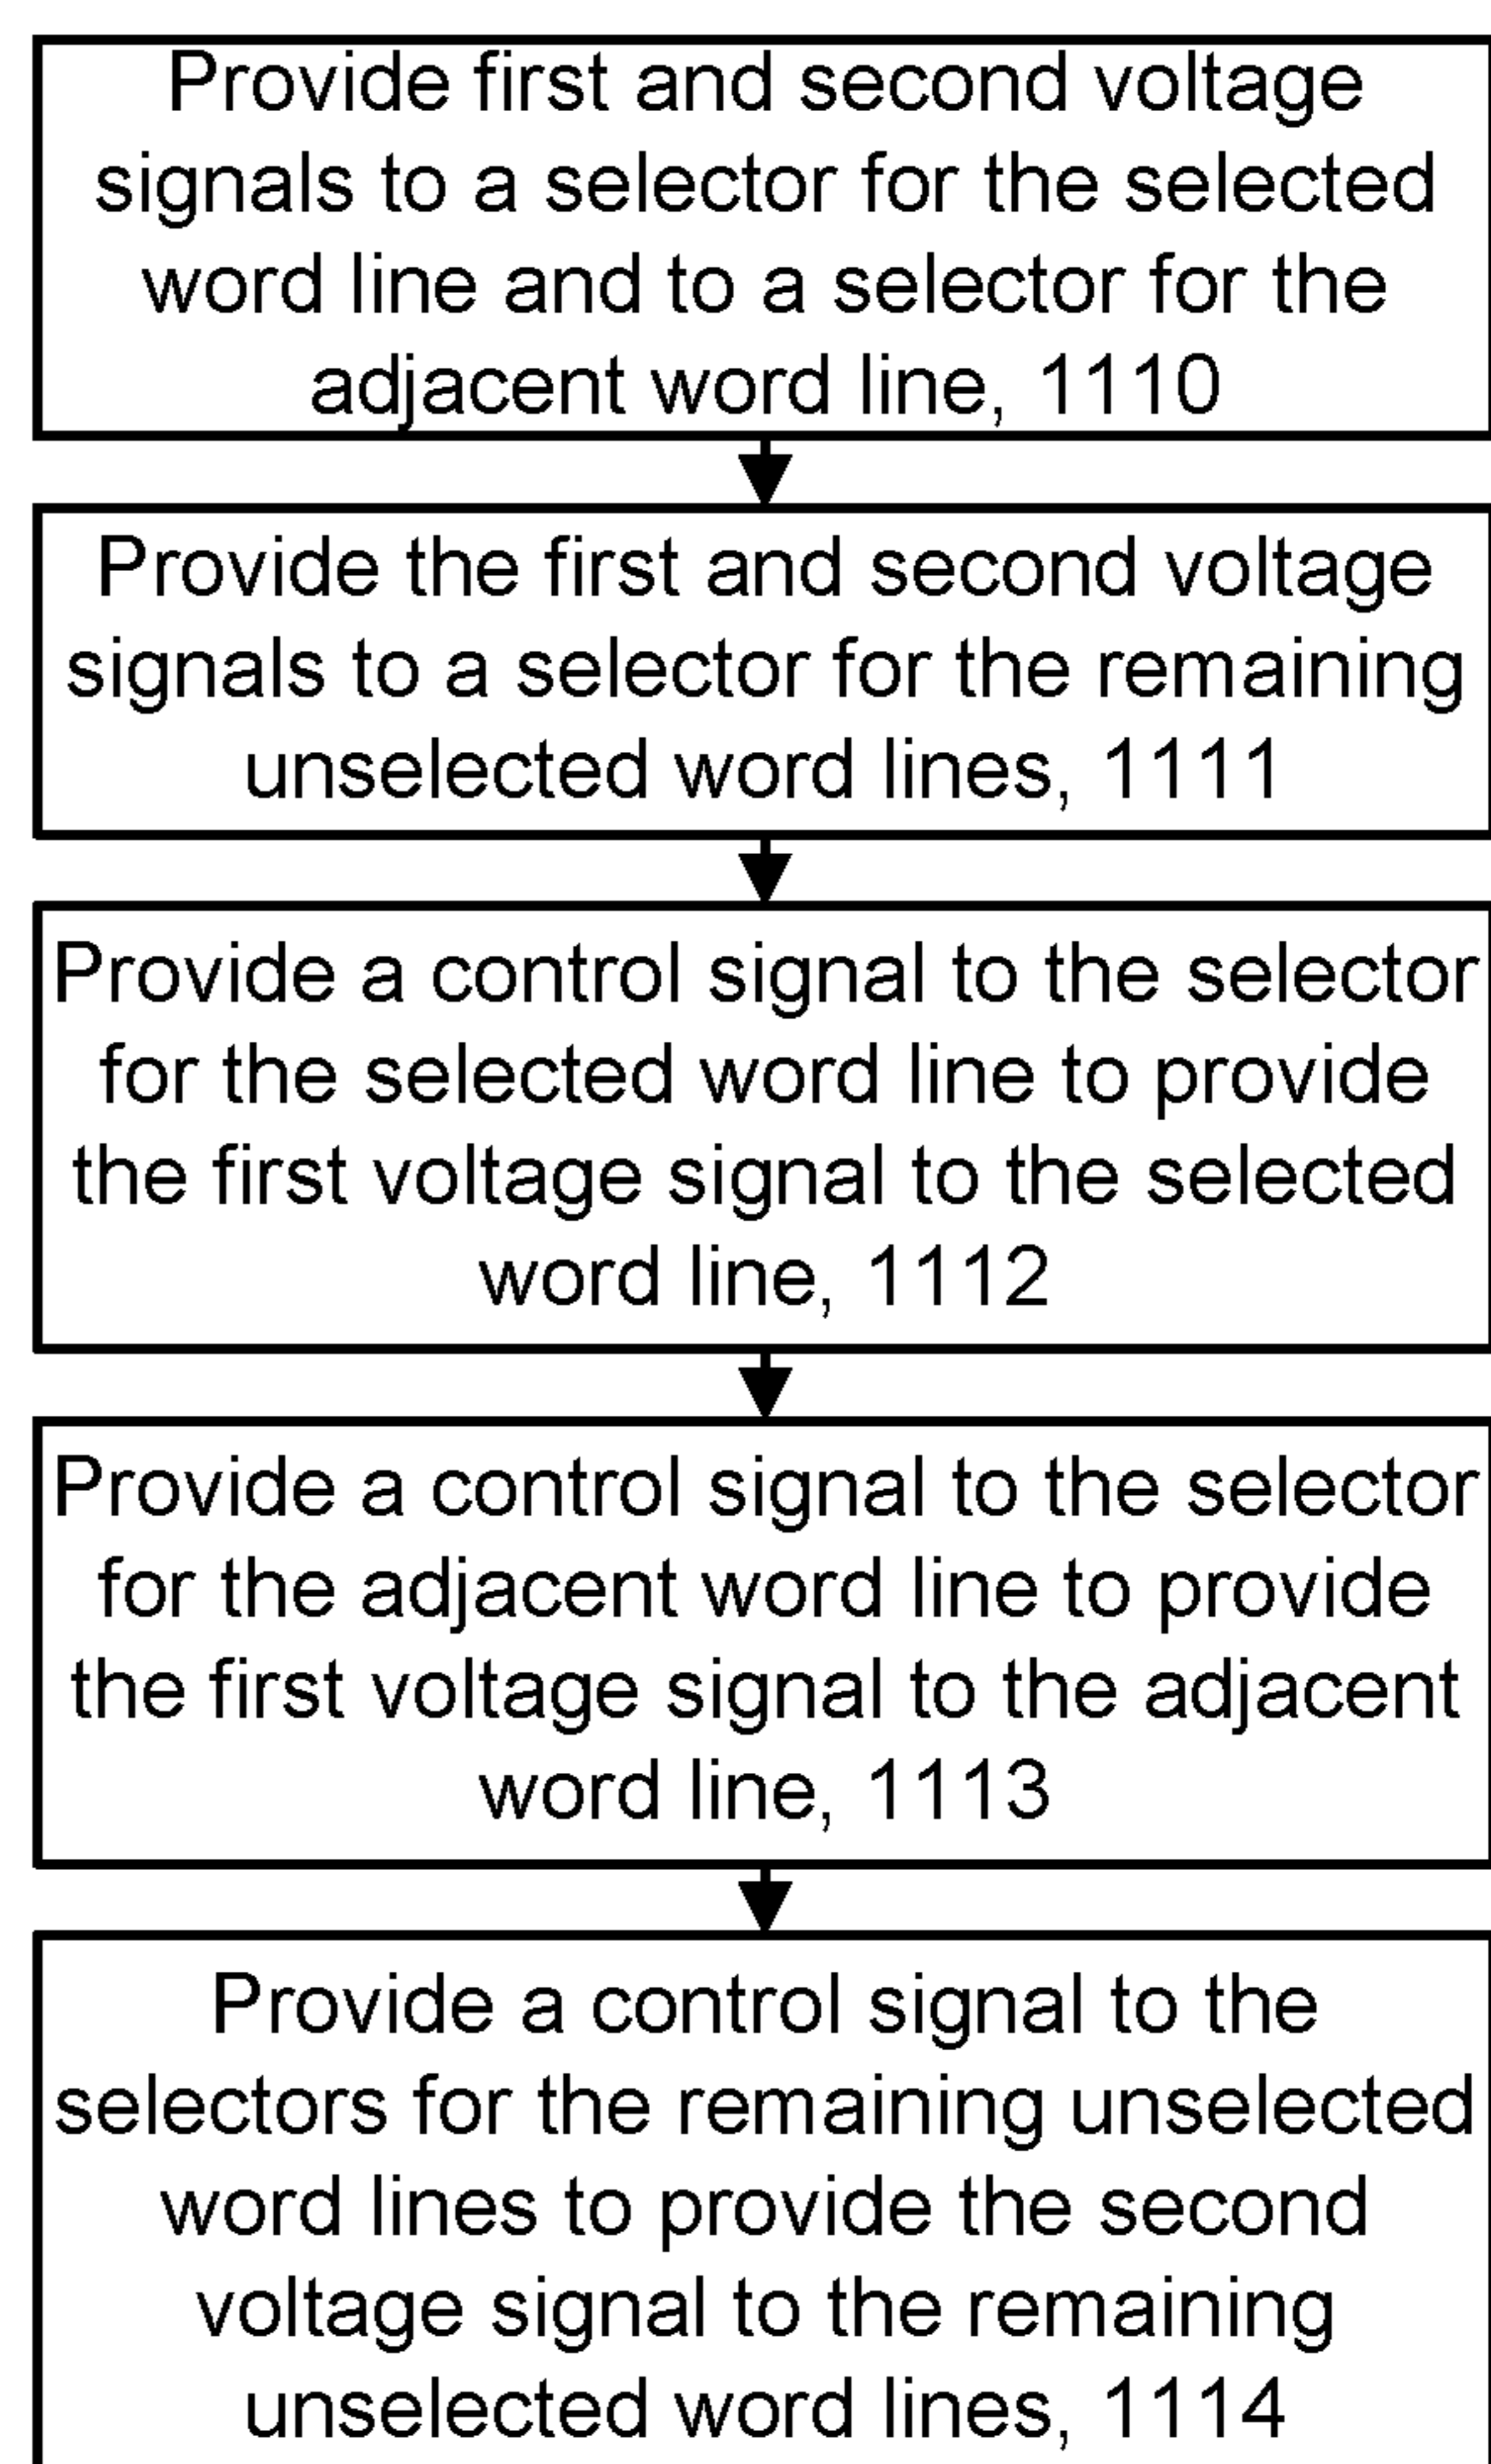 Provide first and second voltage
signals to a selector for the selected
word line and to a selector for the
adjacent word line, 1110
Provide the first and second voltage
signals to a selector for the remaining
unselected word lines, 1111
Provide a control signal to the selector
for the selected word line to provide
the first voltage signal to the selected
word line, 1112
Provide a control signal to the selector
for the adjacent word line to provide
the first voltage signal to the adjacent
word line, 1113
Provide a control signal to the
selectors for the remaining unselected
word lines to provide the second
voltage signal to the remaining
unselected word lines, 1114